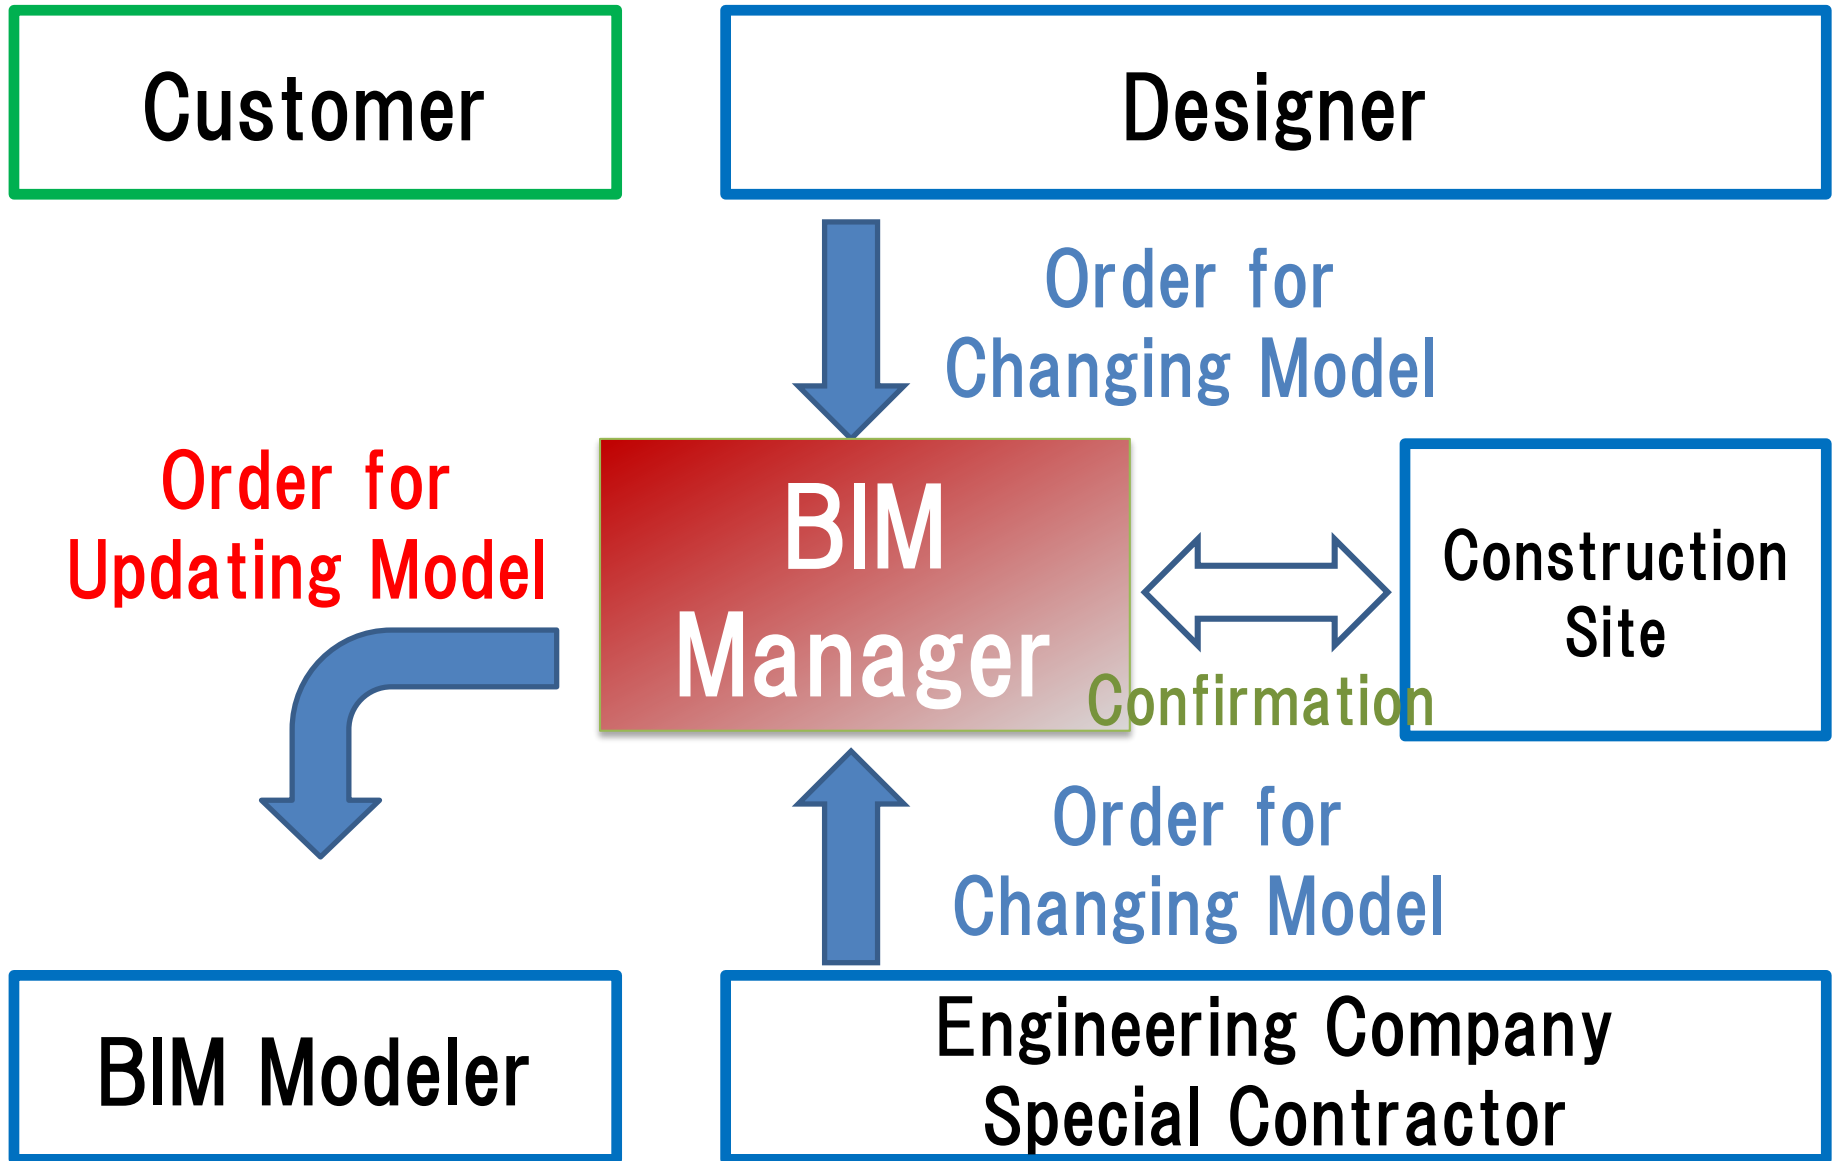 Customer
Designer
Order for
Changing Model
Order for
Updating Model
BIM
Manager
Construction
Site
Confirmation
Order for
Changing Model
BIM Modeler
Engineering Company
Special Contractor